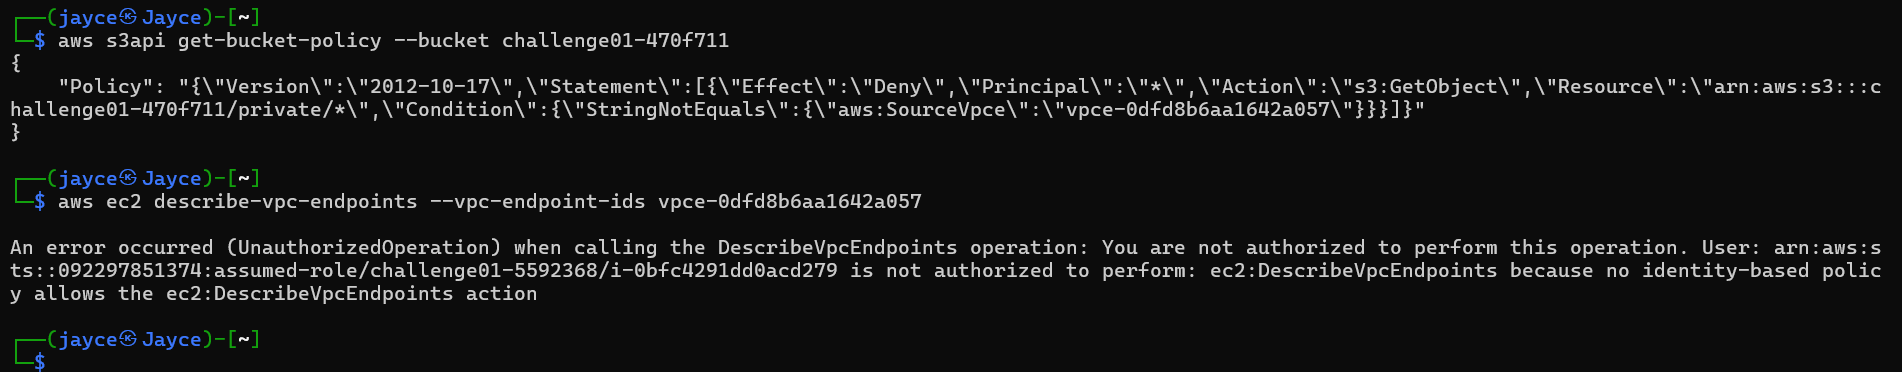 ┌──(jayce㉿Jayce)-[~]
└─$ aws s3api get-bucket-policy --bucket challenge01-470f711
{
    "Policy": "{\"Version\":\"2012-10-17\",\"Statement\":[{\"Effect\":\"Deny\",\"Principal\":\"*\",\"Action\":\"s3:GetObject\",\"Resource\":\"arn:aws:s3:::c
hallenge01-470f711/private/*\",\"Condition\":{\"StringNotEquals\":{\"aws:SourceVpce\":\"vpce-0dfd8b6aa1642a057\"}}}]}"
}
┌──(jayce㉿Jayce)-[~]
└─$ aws ec2 describe-vpc-endpoints --vpc-endpoint-ids vpce-0dfd8b6aa1642a057
An error occurred (UnauthorizedOperation) when calling the DescribeVpcEndpoints operation: You are not authorized to perform this operation. User: arn:aws:s
ts::092297851374:assumed-role/challenge01-5592368/i-0bfc4291dd0acd279 is not authorized to perform: ec2:DescribeVpcEndpoints because no identity-based polic
y allows the ec2:DescribeVpcEndpoints action
┌──(jayce㉿Jayce)-[~]
└─$